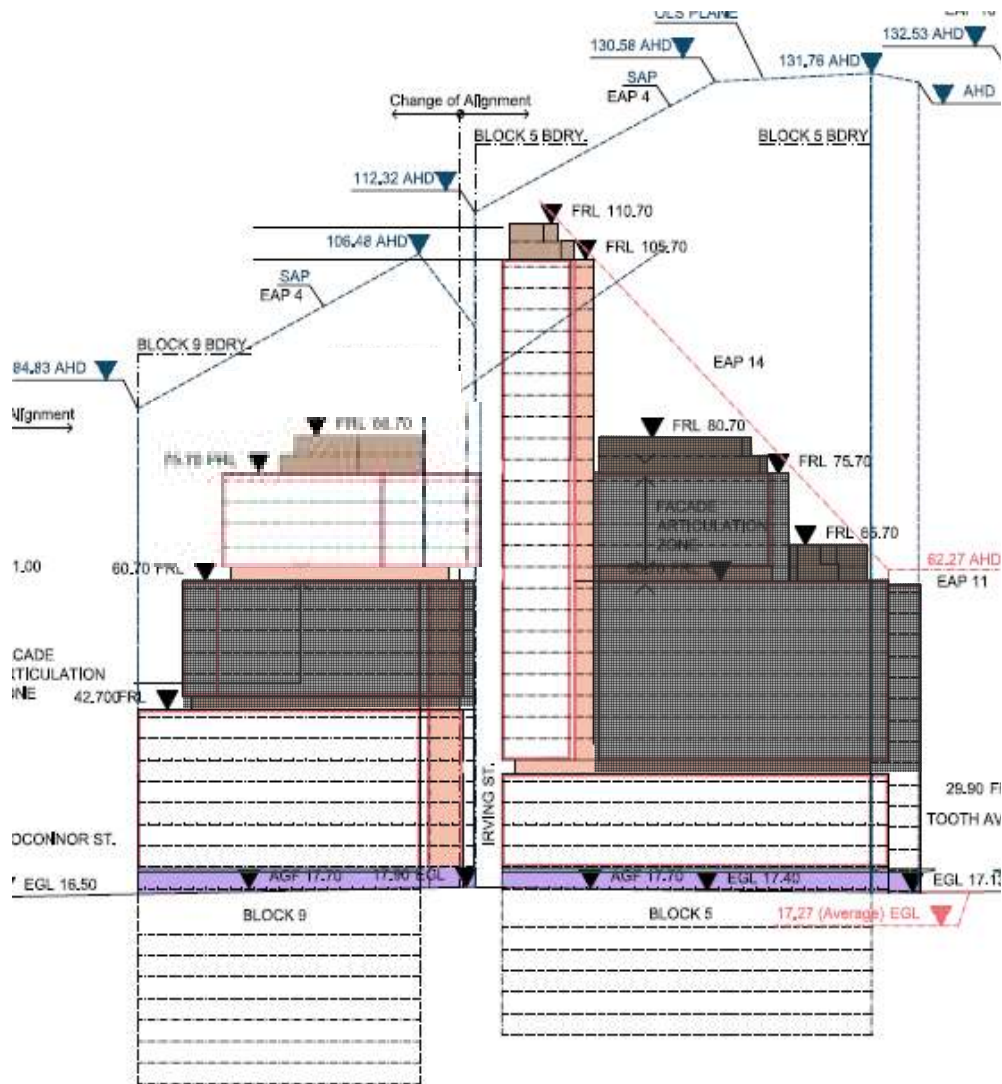 OLS PLANE
130.58 AHD
132.53 AHD
131.76 AHD
SAP
EAP 4
AHD
Change of Alignment
BLOCK 5 BDRY.
BLOCK 5 BDRY.
112.32 AHD
FRL 110.70
106.48 AHD
FRL 105.70
SAP
EAP 4
BLOCK 9 BDRY.
84.83 AHD
EAP 14
Alignment
FRL 80.70
FRL 75.70
FACADE
ARTICULATION
ZONE
FRL 65.70
1.00
60.70 FRL
62.27 AHD
EAP 11
CADE
RTICULATION
NE
42.700FRL
IRVING ST.
29.90 F
TOOTH AV
OCONNOR ST.
EGL 16.50
AGF 17.70
17.90 EGL
AGF 17.70
EGL 17.40
EGL 17.1
BLOCK 9
BLOCK 5
17.27 (Average) EGL